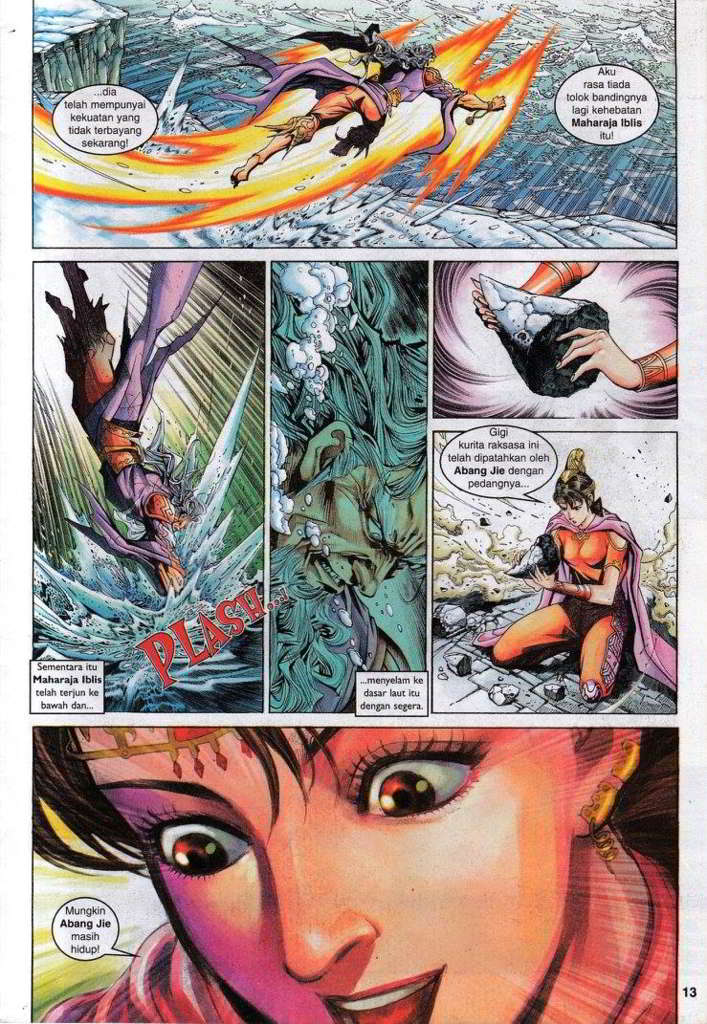 ...dia
telah mempunyai
kekuatan yang
tidak terbayang
sekarang!
Aku
rasa tiada
tolok bandingnya
lagi kehebatan
Maharaja Iblis
itu!
PLASH...!
Sementara itu
Maharaja Iblis
telah terjun ke
bawah dan...
...menyelam ke
dasar laut itu
dengan segera.
Gigi
kurita raksasa ini
telah dipatahkan oleh
Abang Jie dengan
pedangnya...
Mungkin
Abang Jie
masih
hidup!
13